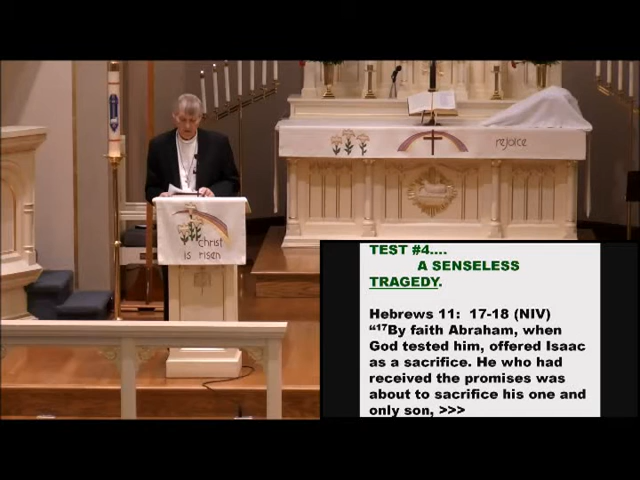 rejoice
christ
is risen
TEST #4....
A SENSELESS
TRAGEDY.
Hebrews 11: 17-18 (NIV)
“17By faith Abraham, when
God tested him, offered Isaac
as a sacrifice. He who had
received the promises was
about to sacrifice his one and
only son, >>>